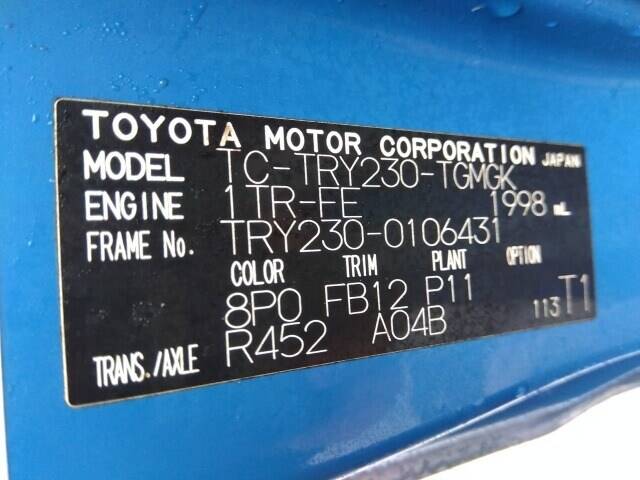 TOYOTA MOTOR CORPORATION JAPAN
MODEL TC-TRY230-TGMGK
ENGINE 1TR-FE 1998 mL
FRAME No. TRY230-0106431
COLOR TRIM PLANT OPTION
8P0 FB12 P11
TRANS./AXLE R452 A04B 113 T1